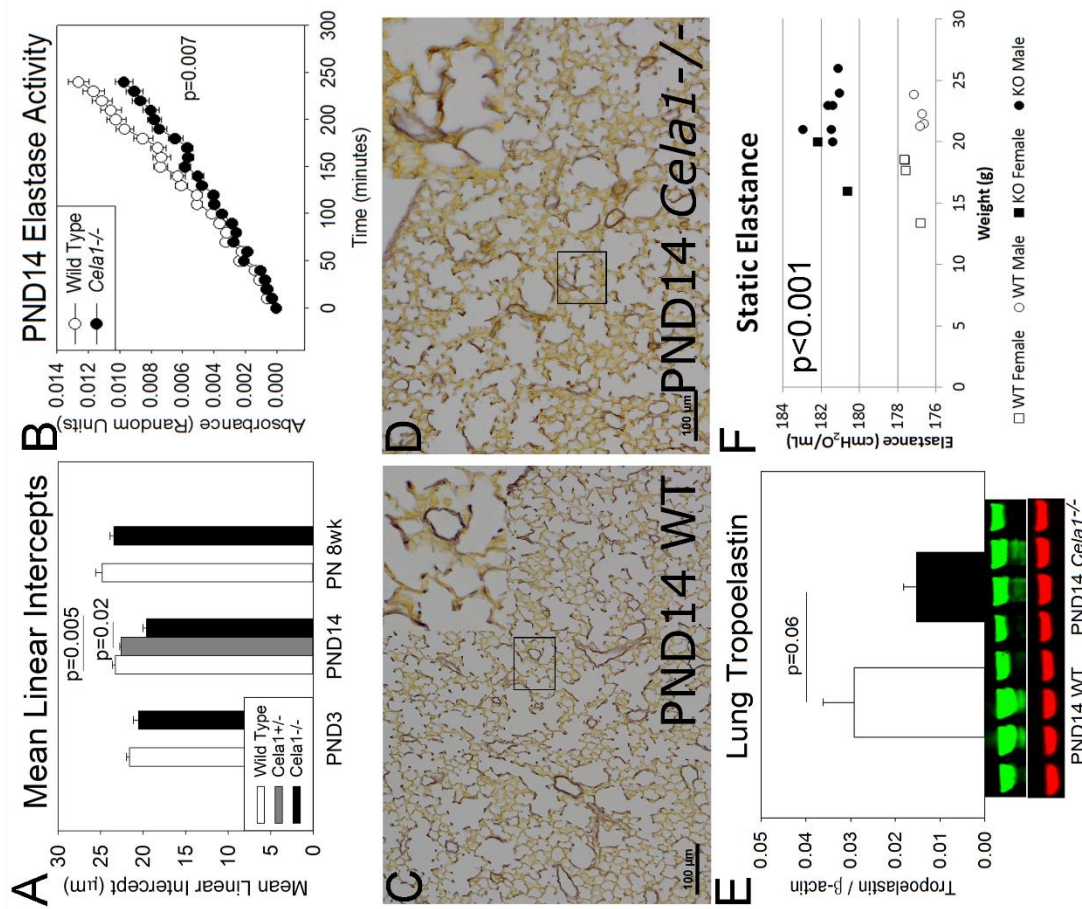 A
Mean Linear Intercepts
Mean Linear Intercept (μm)
30
25
20
15
10
5
0
p=0.005
p=0.02
Wild Type
Cela1+/-
Cela1-/-
PND3
PND14
PN 8wk
B
PND14 Elastase Activity
Absorbance (Random Units)
0.014
0.012
0.010
0.008
0.006
0.004
0.002
0.000
Wild Type
Cela1-/-
p=0.007
0
50
100
150
200
250
300
Time (minutes)
C
PND14 WT
100 μm
D
PND14 Cela1-/-
100 μm
E
Lung Tropoelastin
Tropoelastin / β-actin
0.05
0.04
0.03
0.02
0.01
0.00
p=0.06
PND14 WT
PND14 Cela1-/-
F
Static Elastance
p<0.001
Elastance (cmH₂O/mL)
184
182
180
178
176
0
5
10
15
20
25
30
Weight (g)
WT Female
KO Female
WT Male
KO Male